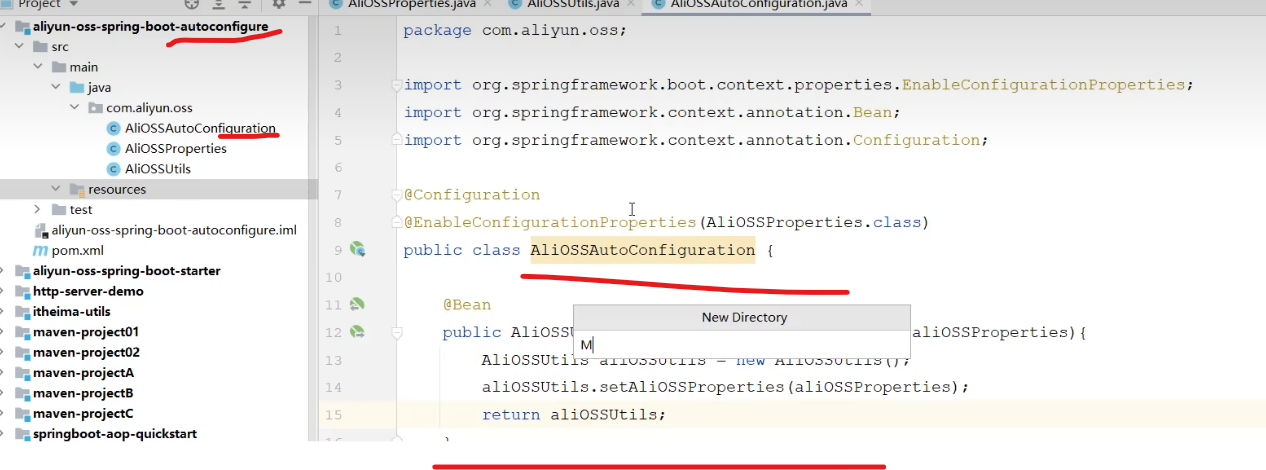 Project
AliOSSProperties.java
AliOSSUtils.java
AliOSSAutoConfiguration.java
aliyun-oss-spring-boot-autoconfigure
src
main
java
com.aliyun.oss
AliOSSAutoConfiguration
AliOSSProperties
AliOSSUtils
resources
test
aliyun-oss-spring-boot-autoconfigure.iml
pom.xml
aliyun-oss-spring-boot-starter
http-server-demo
itheima-utils
maven-project01
maven-project02
maven-projectA
maven-projectB
maven-projectC
springboot-aop-quickstart
1 package com.aliyun.oss;
2
3 import org.springframework.boot.context.properties.EnableConfigurationProperties;
4 import org.springframework.context.annotation.Bean;
5 import org.springframework.context.annotation.Configuration;
6
7 @Configuration
8 @EnableConfigurationProperties(AliOSSProperties.class)
9 public class AliOSSAutoConfiguration {
10
11 @Bean
12 public aliOSSProperties){
13 AliOSSUtils aliOSSUtils = new AliOSSUtils();
14 aliOSSUtils.setAliOSSProperties(aliOSSProperties);
15 return aliOSSUtils;
New Directory
M